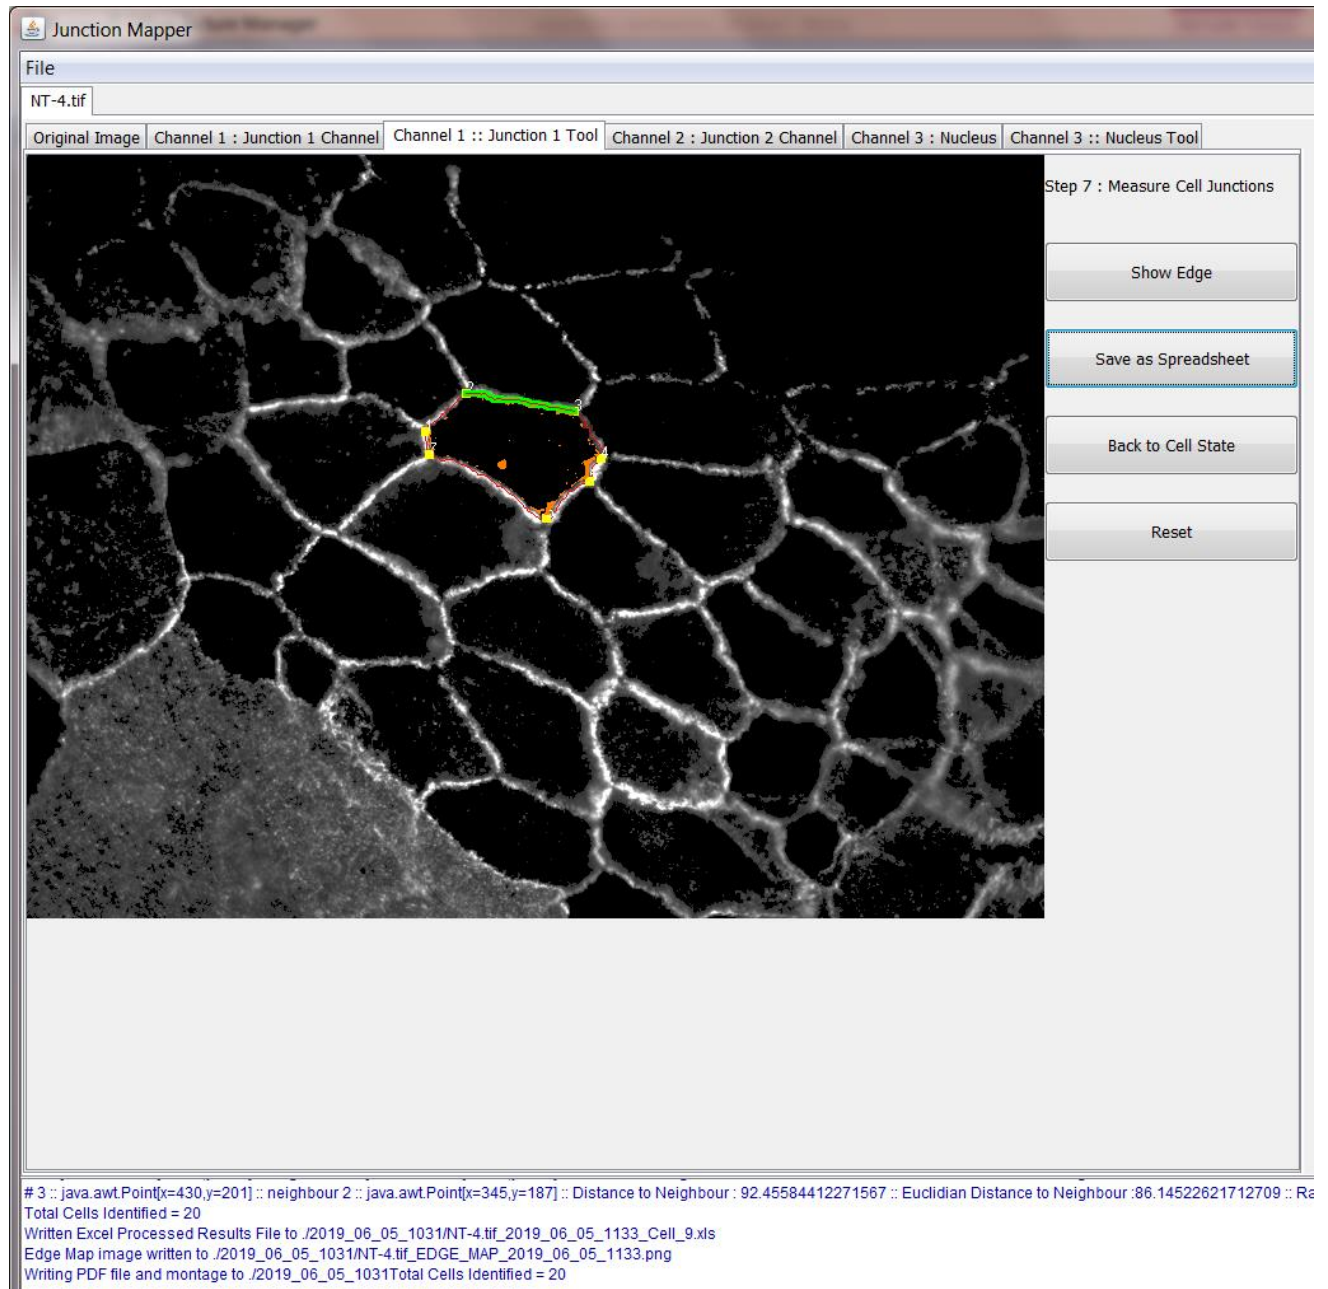 Junction Mapper
File
NT-4.tif
Original Image
Channel 1 : Junction 1 Channel
Channel 1 :: Junction 1 Tool
Channel 2 : Junction 2 Channel
Channel 3 : Nucleus
Channel 3 :: Nucleus Tool
Step 7 : Measure Cell Junctions
Show Edge
Save as Spreadsheet
Back to Cell State
Reset
2
3
4
# 3 :: java.awt.Point[x=430,y=201] :: neighbour 2 :: java.awt.Point[x=345,y=187] :: Distance to Neighbour : 92.45584412271567 :: Euclidian Distance to Neighbour :86.14522621712709 :: Ra
Total Cells Identified = 20
Written Excel Processed Results File to ./2019_06_05_1031/NT-4.tif_2019_06_05_1133_Cell_9.xls
Edge Map image written to ./2019_06_05_1031/NT-4.tif_EDGE_MAP_2019_06_05_1133.png
Writing PDF file and montage to ./2019_06_05_1031Total Cells Identified = 20